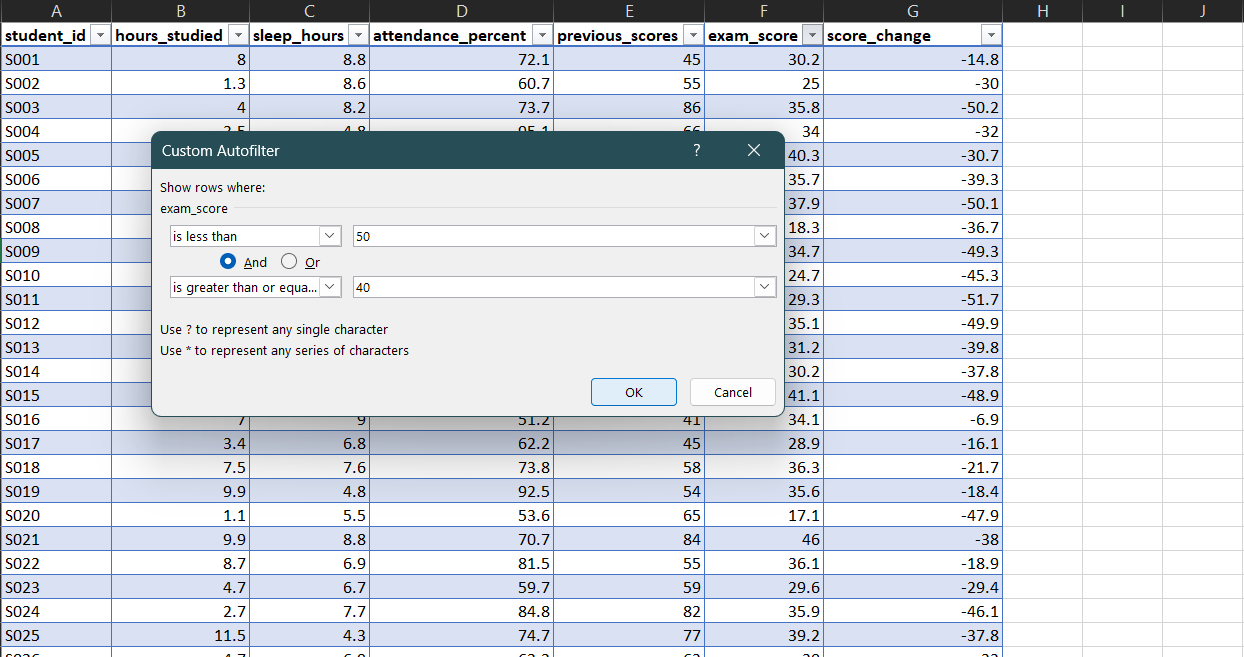 A B C D E F G H I J
student_id hours_studied sleep_hours attendance_percent previous_scores exam_score score_change
S001 8 8.8 72.1 45 30.2 -14.8
S002 1.3 8.6 60.7 55 25 -30
S003 4 8.2 73.7 86 35.8 -50.2
S004 34 -32
S005 40.3 -30.7
S006 35.7 -39.3
S007 37.9 -50.1
S008 18.3 -36.7
S009 34.7 -49.3
S010 24.7 -45.3
S011 29.3 -51.7
S012 35.1 -49.9
S013 31.2 -39.8
S014 30.2 -37.8
S015 41.1 -48.9
S016 7 9 51.2 41 34.1 -6.9
S017 3.4 6.8 62.2 45 28.9 -16.1
S018 7.5 7.6 73.8 58 36.3 -21.7
S019 9.9 4.8 92.5 54 35.6 -18.4
S020 1.1 5.5 53.6 65 17.1 -47.9
S021 9.9 8.8 70.7 84 46 -38
S022 8.7 6.9 81.5 55 36.1 -18.9
S023 4.7 6.7 59.7 59 29.6 -29.4
S024 2.7 7.7 84.8 82 35.9 -46.1
S025 11.5 4.3 74.7 77 39.2 -37.8
Custom Autofilter ?
Show rows where:
exam_score
is less than 50
And Or
is greater than or equa... 40
Use ? to represent any single character
Use * to represent any series of characters
OK Cancel